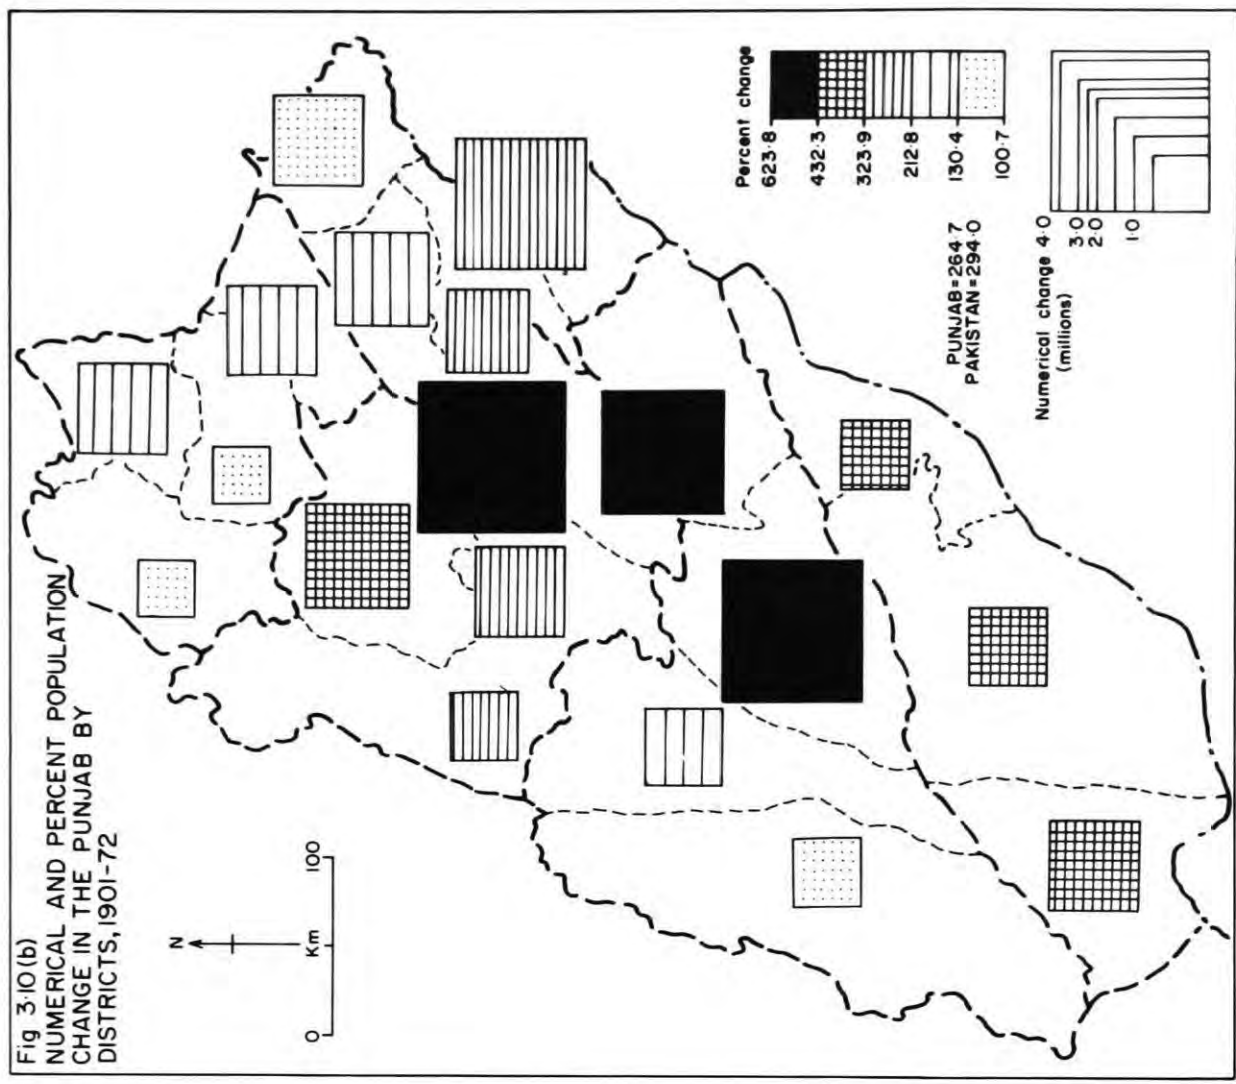 Fig 3·10(b)
NUMERICAL AND PERCENT POPULATION
CHANGE IN THE PUNJAB BY
DISTRICTS, 1901-72
N
0 Km 100
Percent change
623·8
432·3
323·9
212·8
130·4
100·7
PUNJAB=264·7
PAKISTAN=294·0
Numerical change 4·0
(millions)
3·0
2·0
1·0